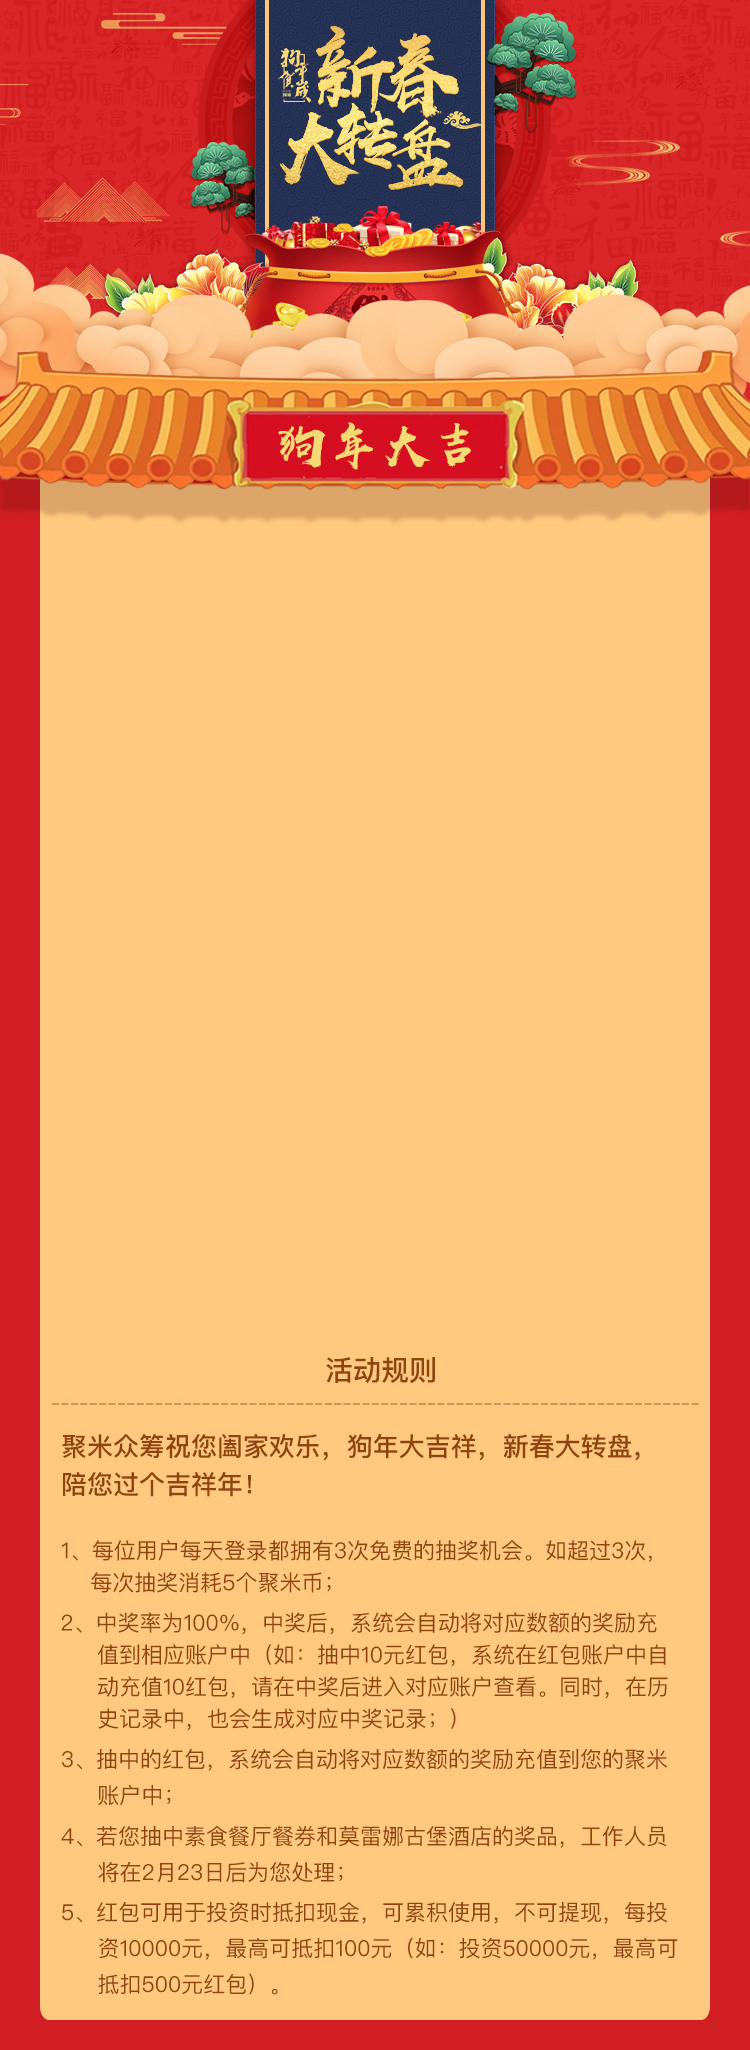 狗年贺岁
新春
大转盘
狗年大吉
活动规则
聚米众筹祝您阖家欢乐，狗年大吉祥，新春大转盘，
陪您过个吉祥年！
1、每位用户每天登录都拥有3次免费的抽奖机会。如超过3次，
每次抽奖消耗5个聚米币；
2、中奖率为100%，中奖后，系统会自动将对应数额的奖励充
值到相应账户中（如：抽中10元红包，系统在红包账户中自
动充值10红包，请在中奖后进入对应账户查看。同时，在历
史记录中，也会生成对应中奖记录；）
3、抽中的红包，系统会自动将对应数额的奖励充值到您的聚米
账户中；
4、若您抽中素食餐厅餐券和莫雷娜古堡酒店的奖品，工作人员
将在2月23日后为您处理；
5、红包可用于投资时抵扣现金，可累积使用，不可提现，每投
资10000元，最高可抵扣100元（如：投资50000元，最高可
抵扣500元红包）。